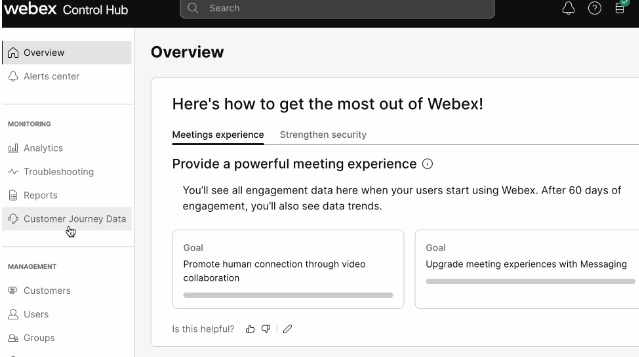 webex Control Hub
Search
Overview
Alerts center
MONITORING
Analytics
Troubleshooting
Reports
Customer Journey Data
MANAGEMENT
Customers
Users
Groups
Overview
Here's how to get the most out of Webex!
Meetings experience Strengthen security
Provide a powerful meeting experience
You'll see all engagement data here when your users start using Webex. After 60 days of
engagement, you'll also see data trends.
Goal
Promote human connection through video
collaboration
Goal
Upgrade meeting experiences with Messaging
Is this helpful?